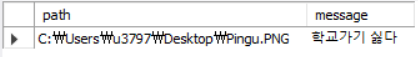 path message
C:₩Users₩u3797₩Desktop₩Pingu.PNG 학교가기 싫다